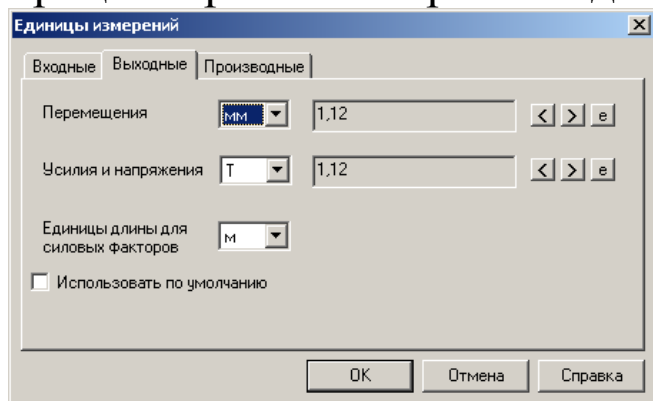 Единицы измерений
Входные Выходные Производные
Перемещения мм 1,12 < > e
Усилия и напряжения Т 1,12 < > e
Единицы длины для
силовых факторов м
Использовать по умолчанию
OK Отмена Справка